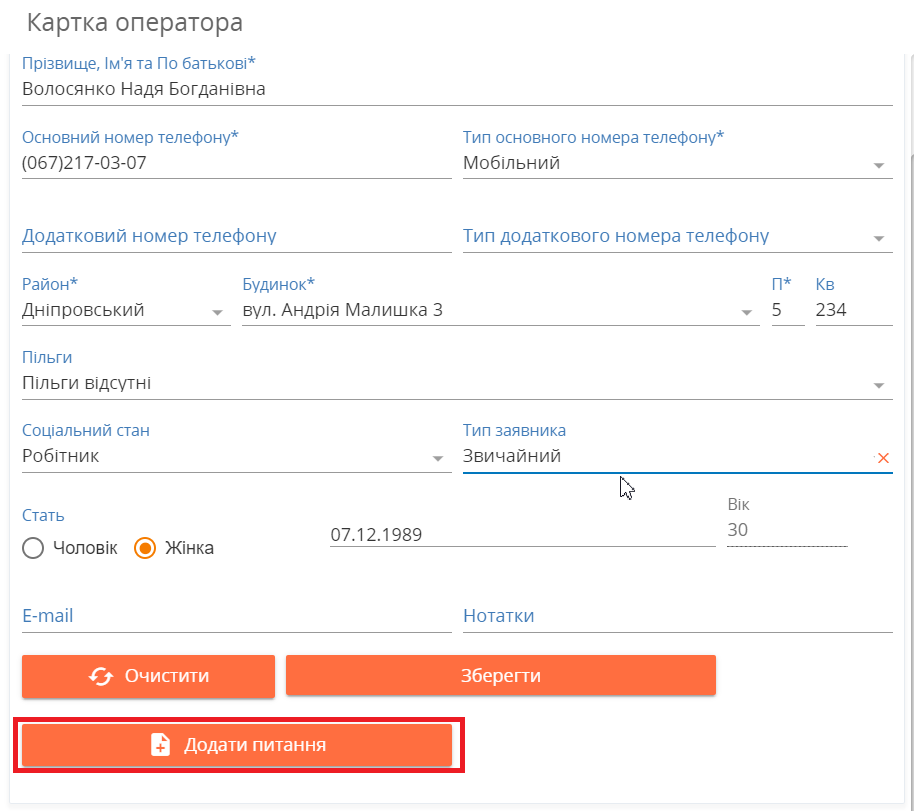 Картка оператора
Прізвище, Ім'я та По батькові*
Волосянко Надя Богданівна
Основний номер телефону* Тип основного номера телефону*
(067)217-03-07 Мобільний
Додатковий номер телефону Тип додаткового номера телефону
Район* Будинок* П* Кв
Дніпровський вул. Андрія Малишка 3 5 234
Пільги
Пільги відсутні
Соціальний стан Тип заявника
Робітник Звичайний
Стать Вік
Чоловік Жінка 07.12.1989 30
E-mail Нотатки
Очистити Зберегти
Додати питання